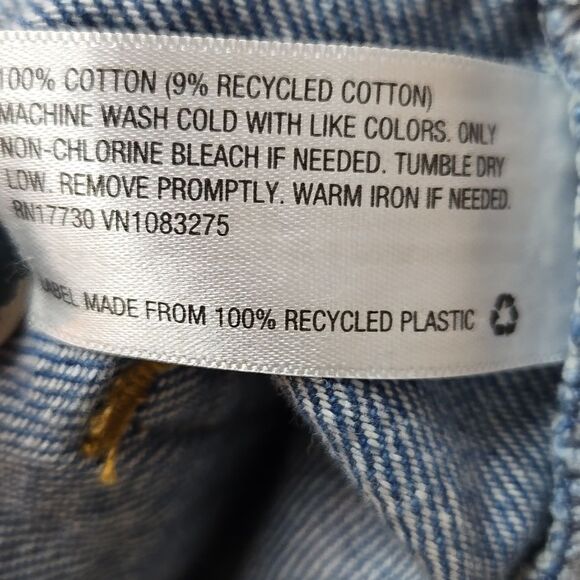 100% COTTON (9% RECYCLED COTTON)
MACHINE WASH COLD WITH LIKE COLORS. ONLY
NON-CHLORINE BLEACH IF NEEDED. TUMBLE DRY
LOW. REMOVE PROMPTLY. WARM IRON IF NEEDED.
RN17730 VN1083275
LABEL MADE FROM 100% RECYCLED PLASTIC